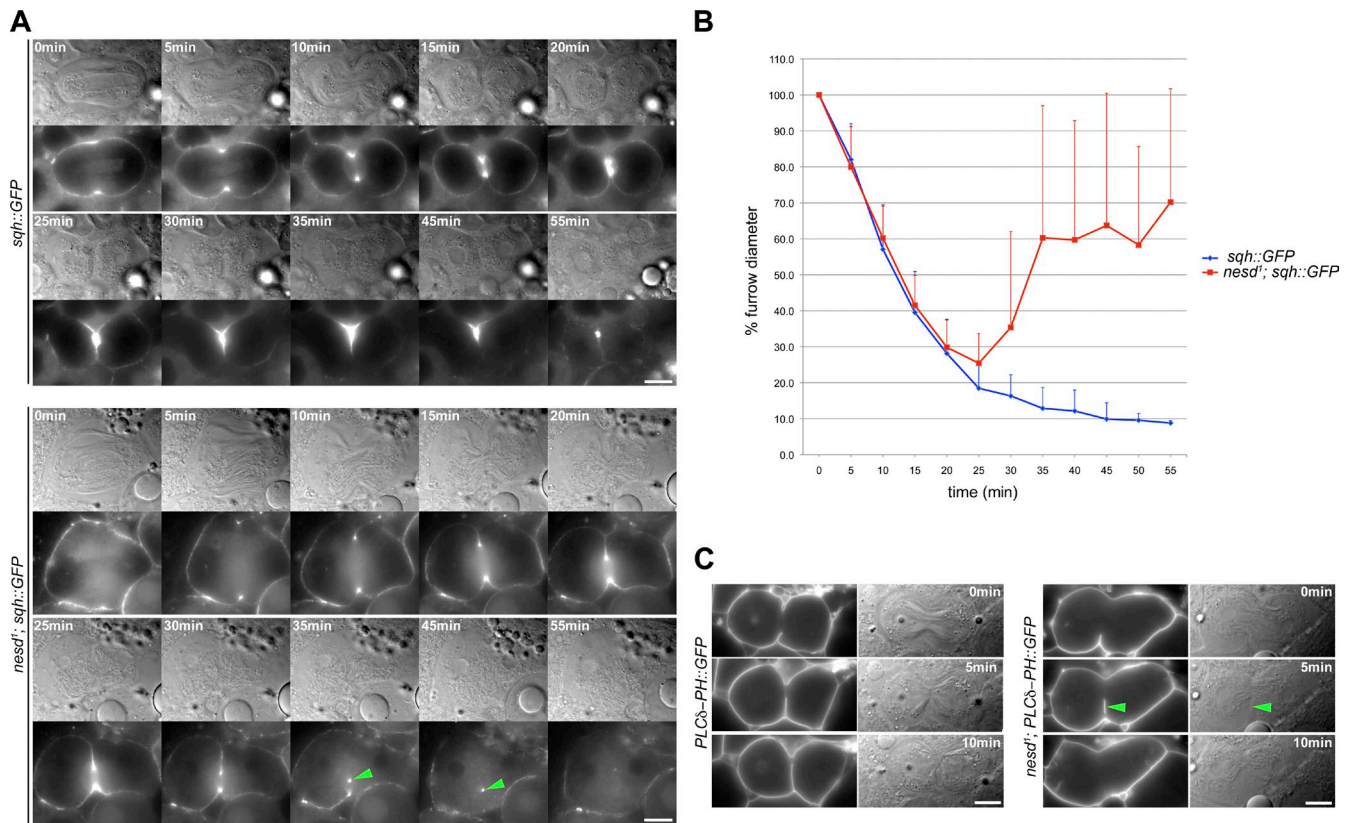 A
0min 5min 10min 15min 20min
sqh::GFP
25min 30min 35min 45min 55min
0min 5min 10min 15min 20min
nesd¹; sqh::GFP
25min 30min 35min 45min 55min
B
110.0
100.0
90.0
80.0
70.0
60.0
50.0
40.0
30.0
20.0
10.0
0.0
% furrow diameter
0 5 10 15 20 25 30 35 40 45 50 55
time (min)
sqh::GFP
nesd¹; sqh::GFP
C
PLCδ–PH::GFP
0min
5min
10min
nesd¹; PLCδ–PH::GFP
0min
5min
10min